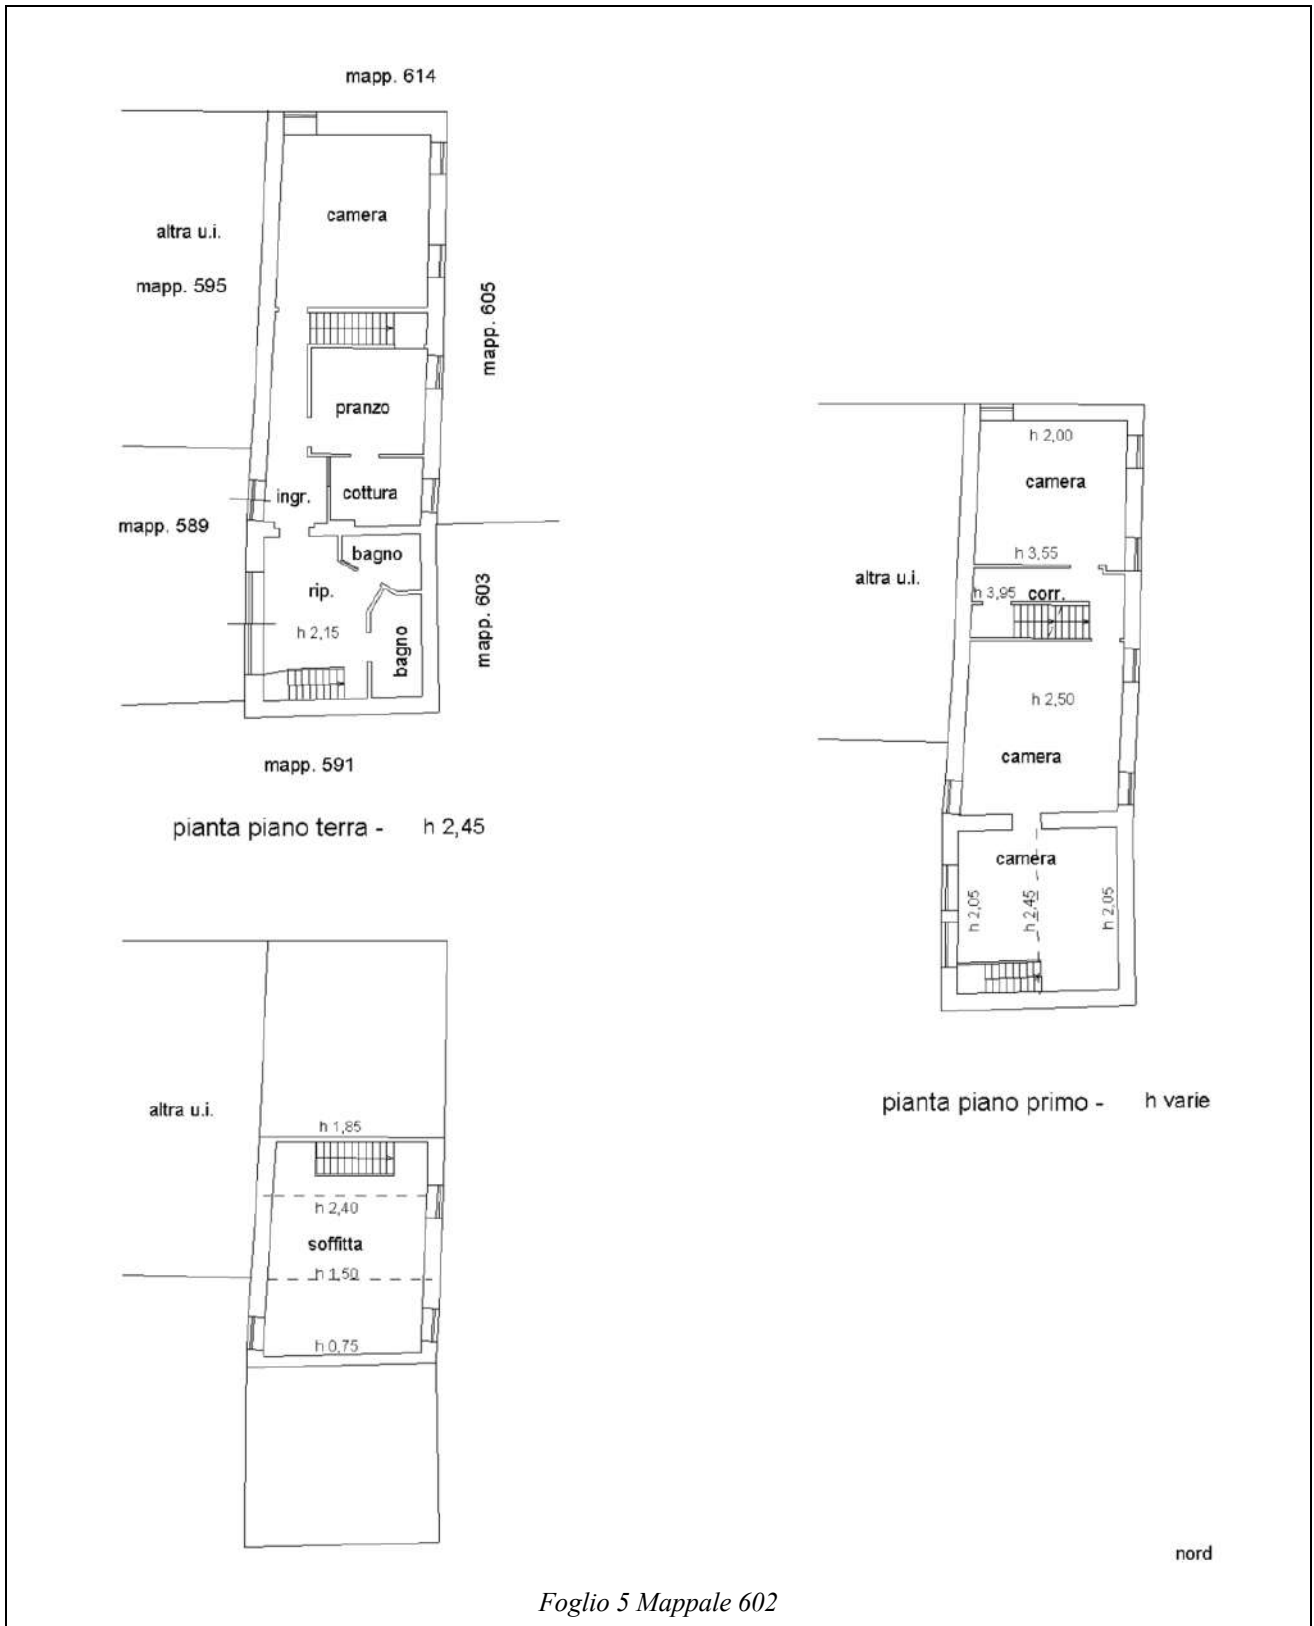 mapp. 614
camera
altra u.i.
mapp. 595
mapp. 605
pranzo
ingr.
cottura
mapp. 589
bagno
rip.
h 2,15
bagno
mapp. 603
mapp. 591
pianta piano terra - h 2,45
h 2,00
camera
h 3,55
altra u.i.
h 3,95 corr.
h 2,50
camera
camera
h 2,05
h 2,45
h 2,05
pianta piano primo - h varie
altra u.i.
h 1,85
h 2,40
soffitta
h 1,50
h 0,75
nord
Foglio 5 Mappale 602